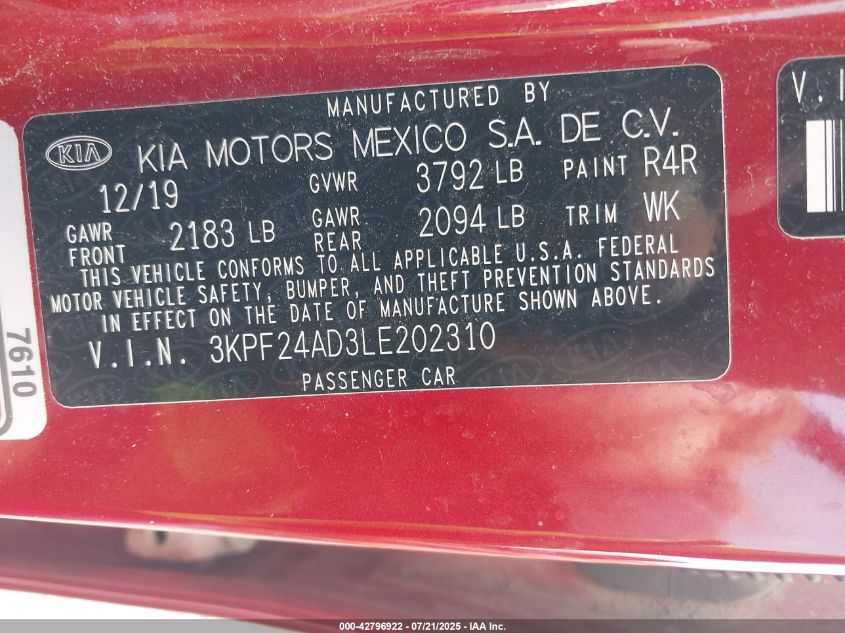 MANUFACTURED BY
KIA KIA MOTORS MEXICO S.A. DE C.V.
12/19 GVWR 3792 LB PAINT R4R
GAWR FRONT 2183 LB GAWR REAR 2094 LB TRIM WK
THIS VEHICLE CONFORMS TO ALL APPLICABLE U.S.A. FEDERAL
MOTOR VEHICLE SAFETY, BUMPER, AND THEFT PREVENTION STANDARDS
IN EFFECT ON THE DATE OF MANUFACTURE SHOWN ABOVE.
V.I.N. 3KPF24AD3LE202310
PASSENGER CAR
7610
V.I
000-42796922 - 07/21/2025 - IAA Inc.